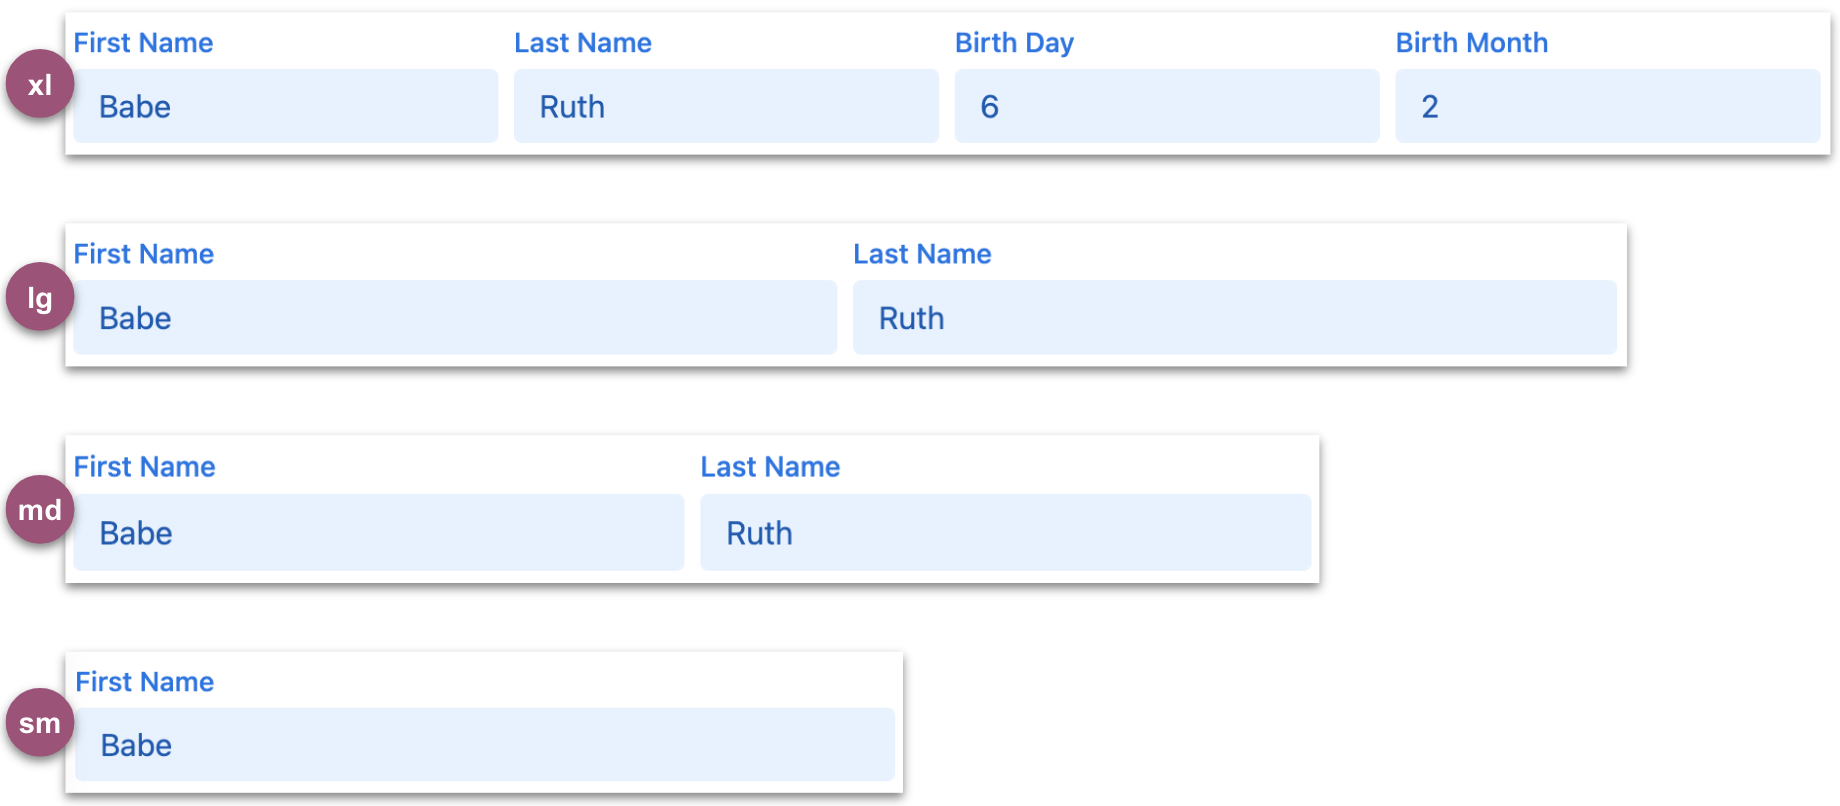 First Name Last Name Birth Day Birth Month
xl Babe Ruth 6 2
First Name Last Name
lg Babe Ruth
First Name Last Name
md Babe Ruth
First Name
sm Babe